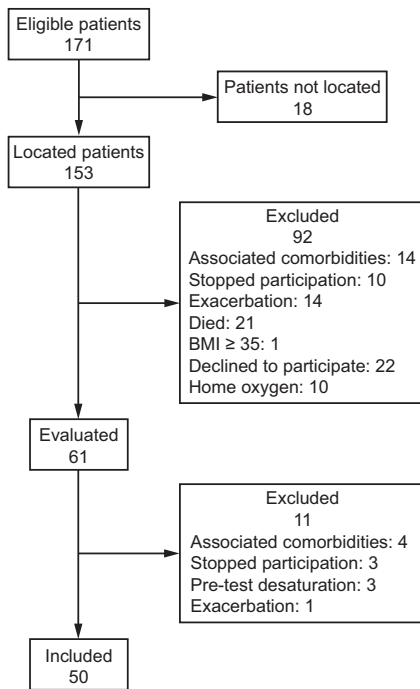 Eligible patients
171
Patients not located
18
Located patients
153
Excluded
92
Associated comorbidities: 14
Stopped participation: 10
Exacerbation: 14
Died: 21
BMI ≥ 35: 1
Declined to participate: 22
Home oxygen: 10
Evaluated
61
Excluded
11
Associated comorbidities: 4
Stopped participation: 3
Pre-test desaturation: 3
Exacerbation: 1
Included
50